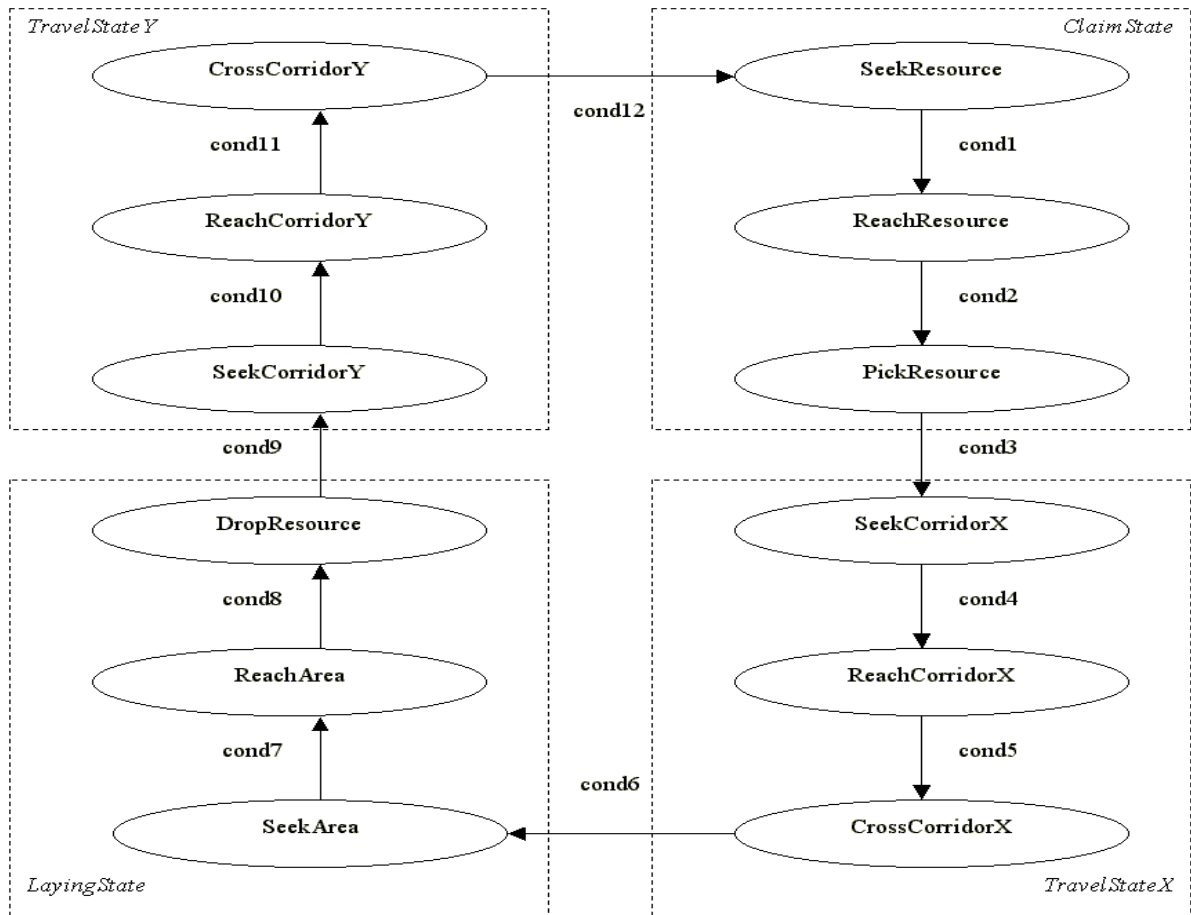 TravelStateY
ClaimState
CrossCorridorY
SeekResource
cond12
cond11
cond1
ReachCorridorY
ReachResource
cond10
cond2
SeekCorridorY
PickResource
cond9
cond3
DropResource
SeekCorridorX
cond8
cond4
ReachArea
ReachCorridorX
cond7
cond5
cond6
SeekArea
CrossCorridorX
LayingState
TravelStateX